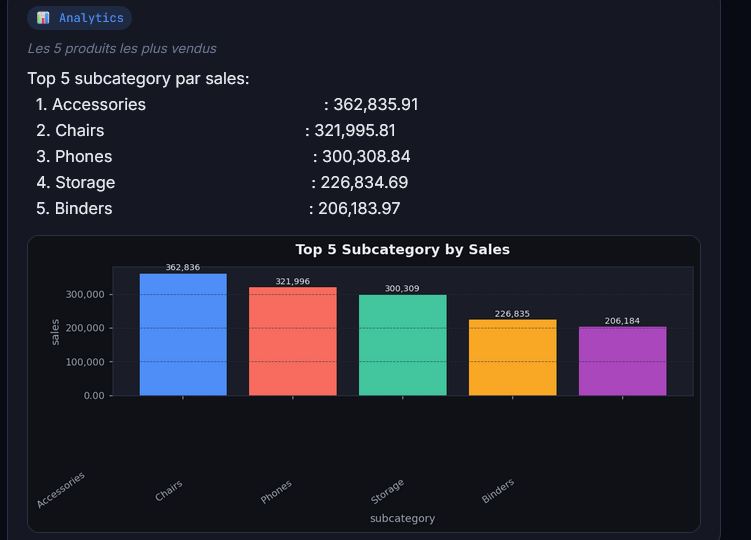 Analytics
Les 5 produits les plus vendus
Top 5 subcategory par sales:
1. Accessories : 362,835.91
2. Chairs : 321,995.81
3. Phones : 300,308.84
4. Storage : 226,834.69
5. Binders : 206,183.97
Top 5 Subcategory by Sales
362,836
321,996
300,309
226,835
206,184
300,000
200,000
100,000
0.00
sales
Accessories
Chairs
Phones
Storage
Binders
subcategory